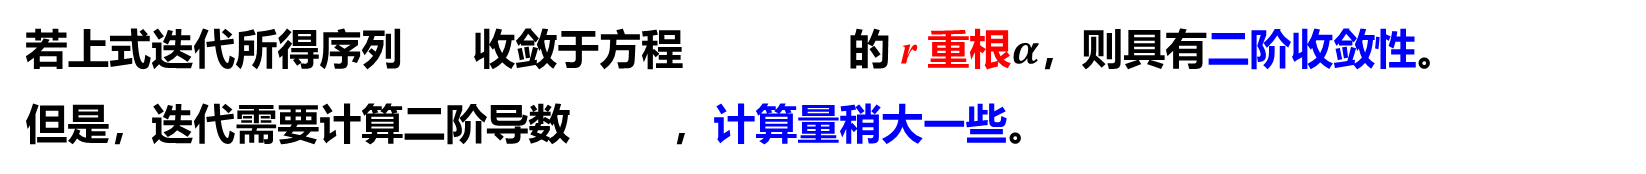 若上式迭代所得序列 收敛于方程 的 r 重根α，则具有二阶收敛性。
但是，迭代需要计算二阶导数 ，计算量稍大一些。